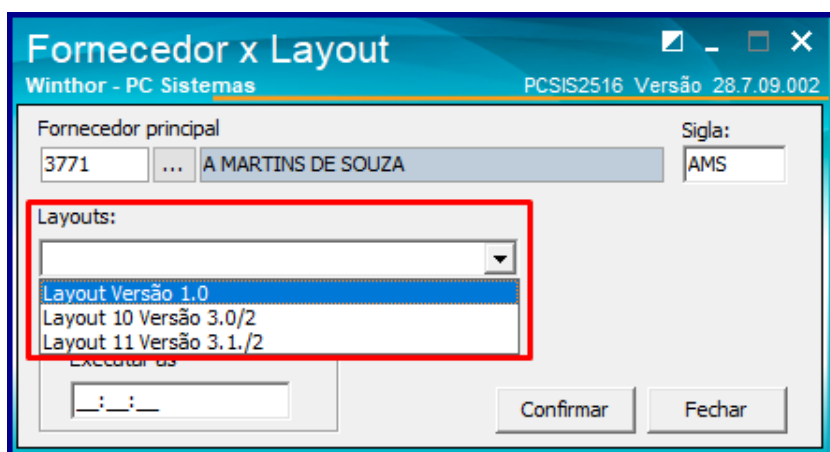 Fornecedor x Layout
Winthor - PC Sistemas
PCSIS2516 Versão 28.7.09.002
Fornecedor principal
Sigla:
3771 ... A MARTINS DE SOUZA
AMS
Layouts:
Layout Versão 1.0
Layout 10 Versão 3.0/2
Layout 11 Versão 3.1./2
Executar às
__:__:__
Confirmar
Fechar